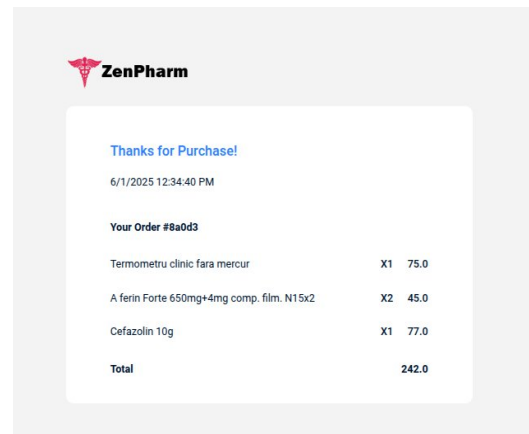 ZenPharm
Thanks for Purchase!
6/1/2025 12:34:40 PM
Your Order #8a0d3
Termometru clinic fara mercur X1 75.0
A ferin Forte 650mg+4mg comp. film. N15x2 X2 45.0
Cefazolin 10g X1 77.0
Total 242.0